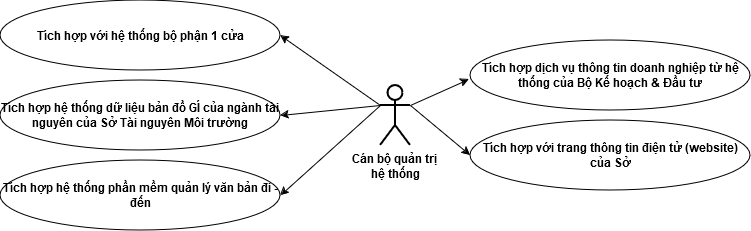 Tích hợp với hệ thống bộ phận 1 cửa
Tích hợp hệ thống dữ liệu bản đồ Gỉ của ngành tài
nguyên của Sở Tài nguyên Môi trường
Tích hợp hệ thống phần mềm quản lý văn bản đi -
đến
Cán bộ quản trị
hệ thống
Tích hợp dịch vụ thông tin doanh nghiệp từ hệ
thống của Bộ Kế hoạch & Đầu tư
Tích hợp với trang thông tin điện tử (website)
của Sở